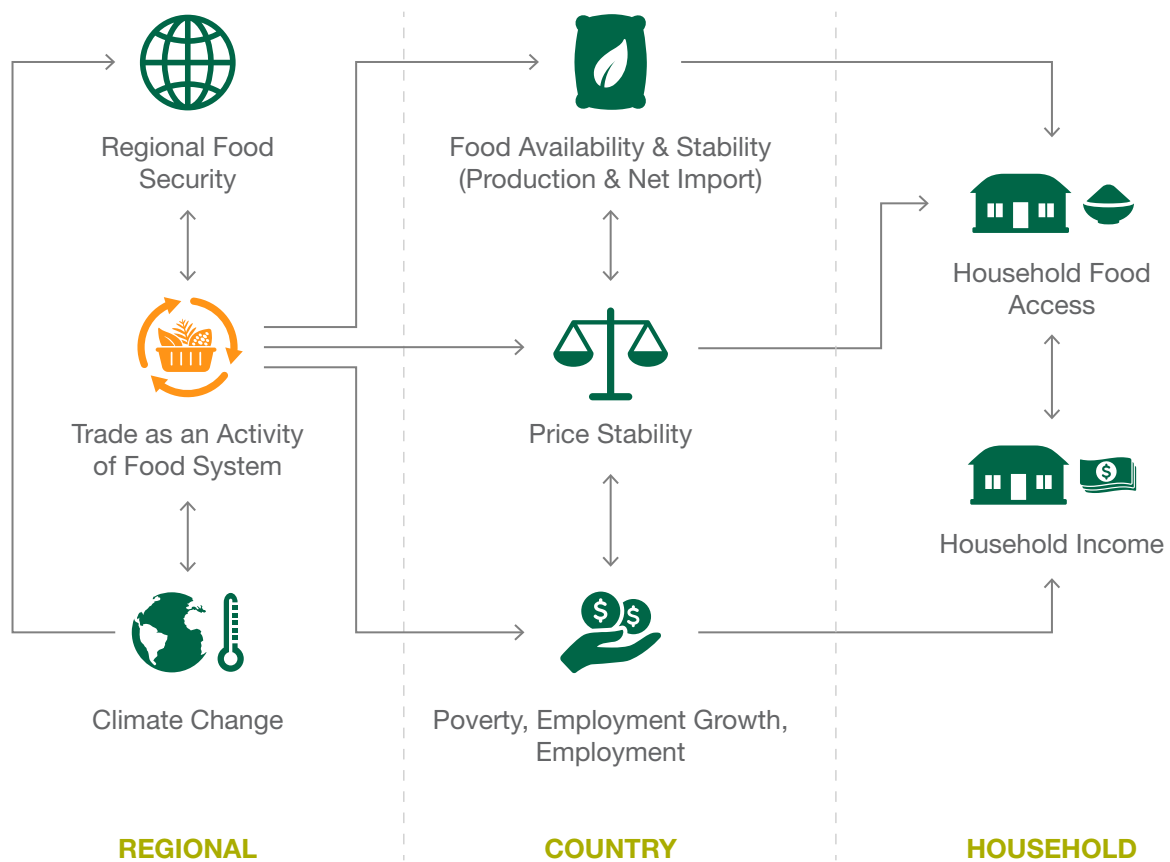 Regional Food
Security
Food Availability & Stability
(Production & Net Import)
Household Food
Access
Trade as an Activity
of Food System
Price Stability
$
Household Income
$
$
Climate Change
Poverty, Employment Growth,
Employment
REGIONAL
COUNTRY
HOUSEHOLD